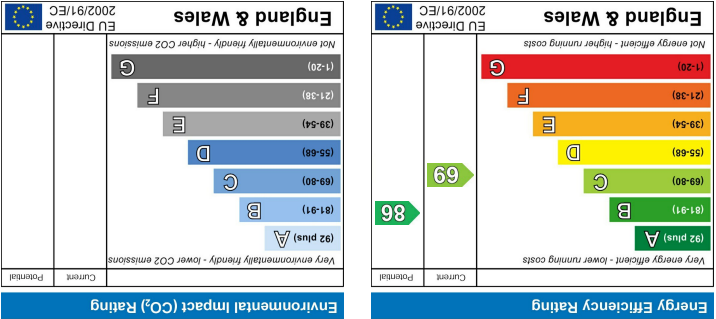 Energy Efficiency Rating
Current
Potential
Very energy efficient - lower running costs
(92 plus) A
(81-91) B
(69-80) C
(55-68) D
(39-54) E
(21-38) F
(1-20) G
69
86
Not energy efficient - higher running costs
England & Wales
EU Directive
2002/91/EC
Environmental Impact (CO₂) Rating
Current
Potential
Very environmentally friendly - lower CO2 emissions
(92 plus) A
(81-91) B
(69-80) C
(55-68) D
(39-54) E
(21-38) F
(1-20) G
Not environmentally friendly - higher CO2 emissions
England & Wales
EU Directive
2002/91/EC